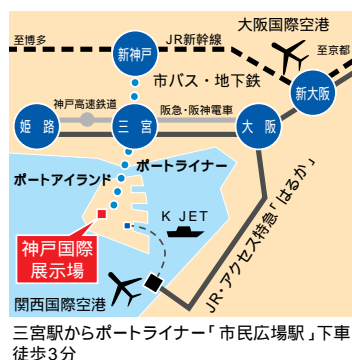 大阪国際空港
至博多
JR新幹線
至京都
新神戸
市バス・地下鉄
新大阪
神戸高速鉄道
阪急・阪神電車
姫路
三宮
大阪
ポートライナー
ポートアイランド
K JET
神戸国際
展示場
JR・アクセス特急「はるか」
関西国際空港
三宮駅からポートライナー「市民広場駅」下車
徒歩3分